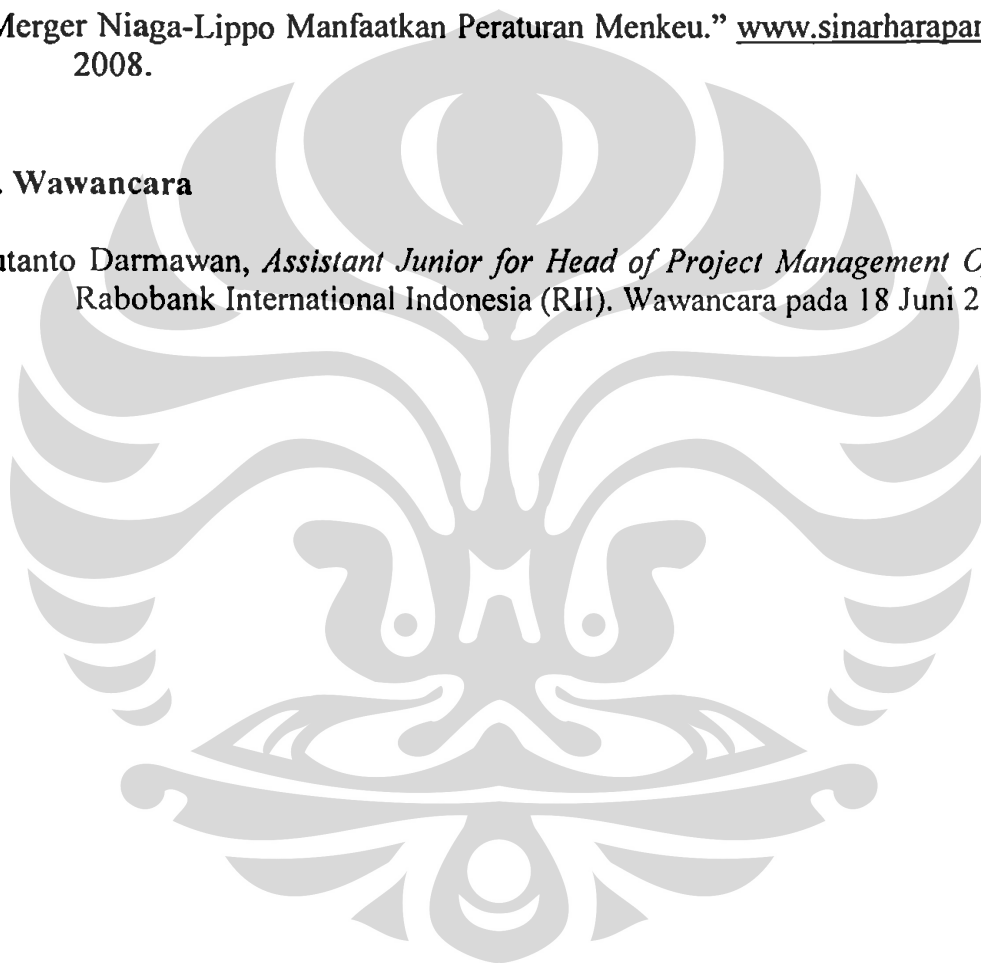 Merger Niaga-Lippo Manfaatkan Peraturan Menkeu.” www.sinarharapan
2008.
. Wawancara
utanto Darmawan, Assistant Junior for Head of Project Management O
Rabobank International Indonesia (RII). Wawancara pada 18 Juni 2